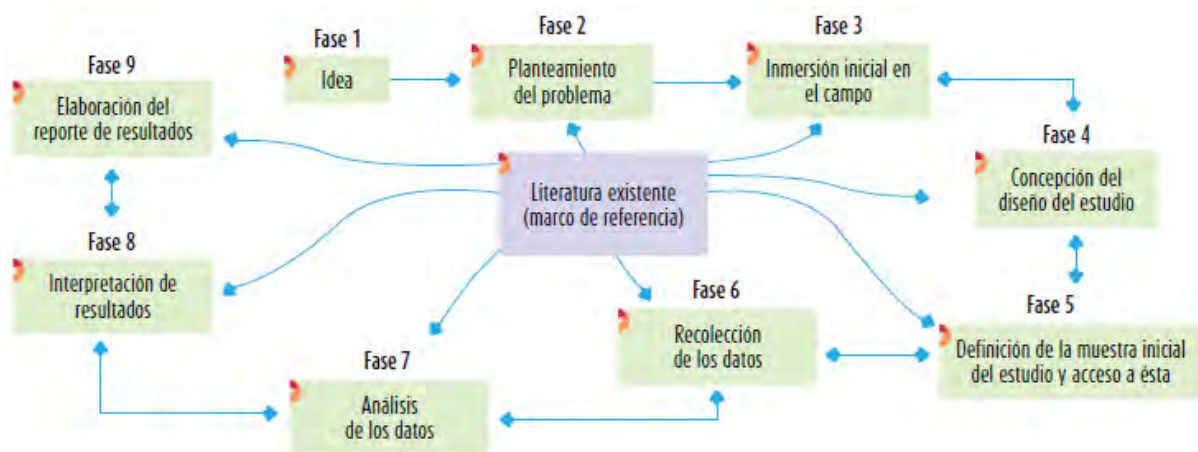 Fase 1
Idea
Fase 2
Planteamiento
del problema
Fase 3
Inmersión inicial en
el campo
Fase 4
Concepción del
diseño del estudio
Fase 5
Definición de la muestra inicial
del estudio y acceso a ésta
Fase 6
Recolección
de los datos
Fase 7
Análisis
de los datos
Fase 8
Interpretación de
resultados
Fase 9
Elaboración del
reporte de resultados
Literatura existente
(marco de referencia)